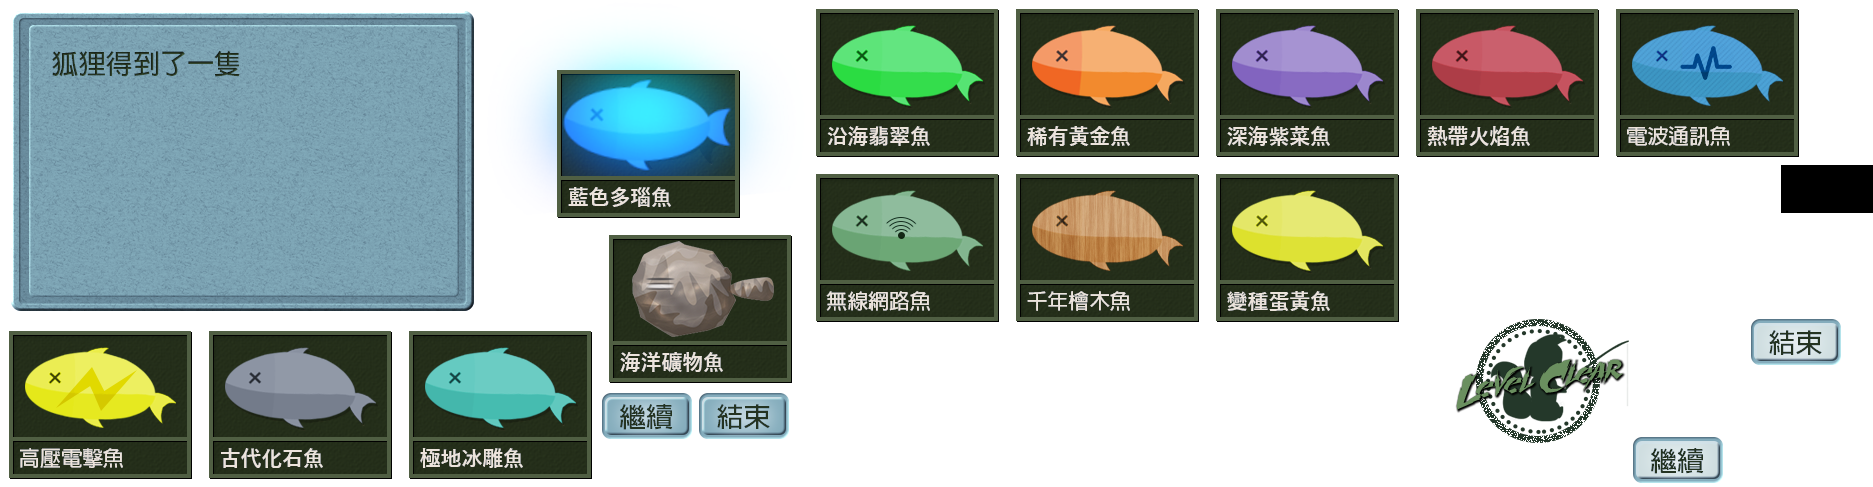 狐狸得到了一隻
藍色多瑙魚
沿海翡翠魚
稀有黃金魚
深海紫菜魚
熱帶火焰魚
電波通訊魚
無線網路魚
千年檜木魚
變種蛋黃魚
海洋礦物魚
高壓電擊魚
古代化石魚
極地冰雕魚
繼續
結束
LEVEL CLEAR
結束
繼續